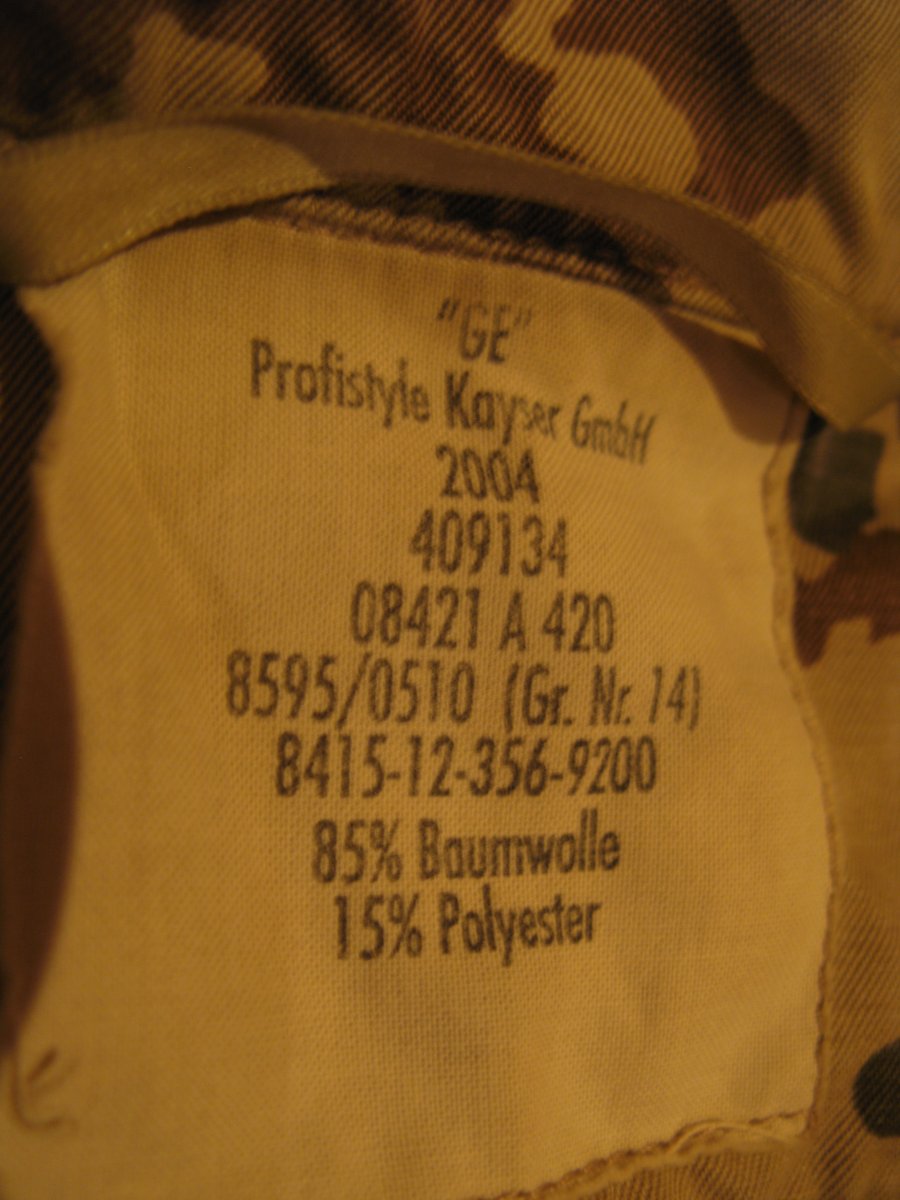 "GE"
Profistyle Kayser GmbH
2004
409134
08421 A 420
8595/0510 (Gr. Nr. 14)
8415-12-356-9200
85% Baumwolle
15% Polyester